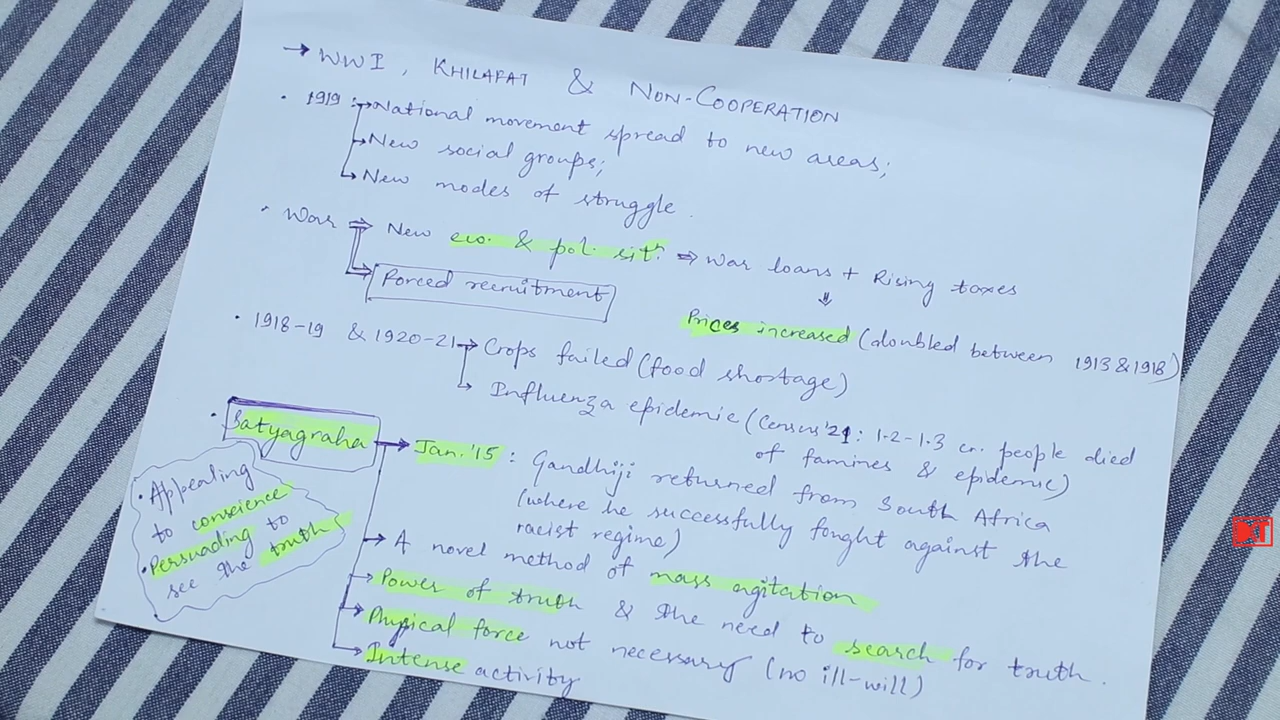 → WWI, KHILAFAT & NON-COOPERATION
· 1919 :→ National movement spread to new areas;
→ New social groups;
→ New modes of struggle.
· War ⇒ New eco. & pol. sitⁿ. ⇒ War loans + Rising taxes
⇓
⇒ Forced recruitment
Prices increased (doubled between 1913 & 1918)
· 1918-19 & 1920-21 → Crops failed (food shortage)
→ Influenza epidemic (Census '21 : 1.2-1.3 cr. people died
of famines & epidemic)
· Satyagraha → Jan. '15 : Gandhiji returned from South Africa
(where he successfully fought against the
racist regime)
· Appealing
to conscience
· Persuading to
see the truth
→ A novel method of mass agitation
→ Power of truth & the need to search for truth.
→ Physical force not necessary (no ill-will)
→ Intense activity